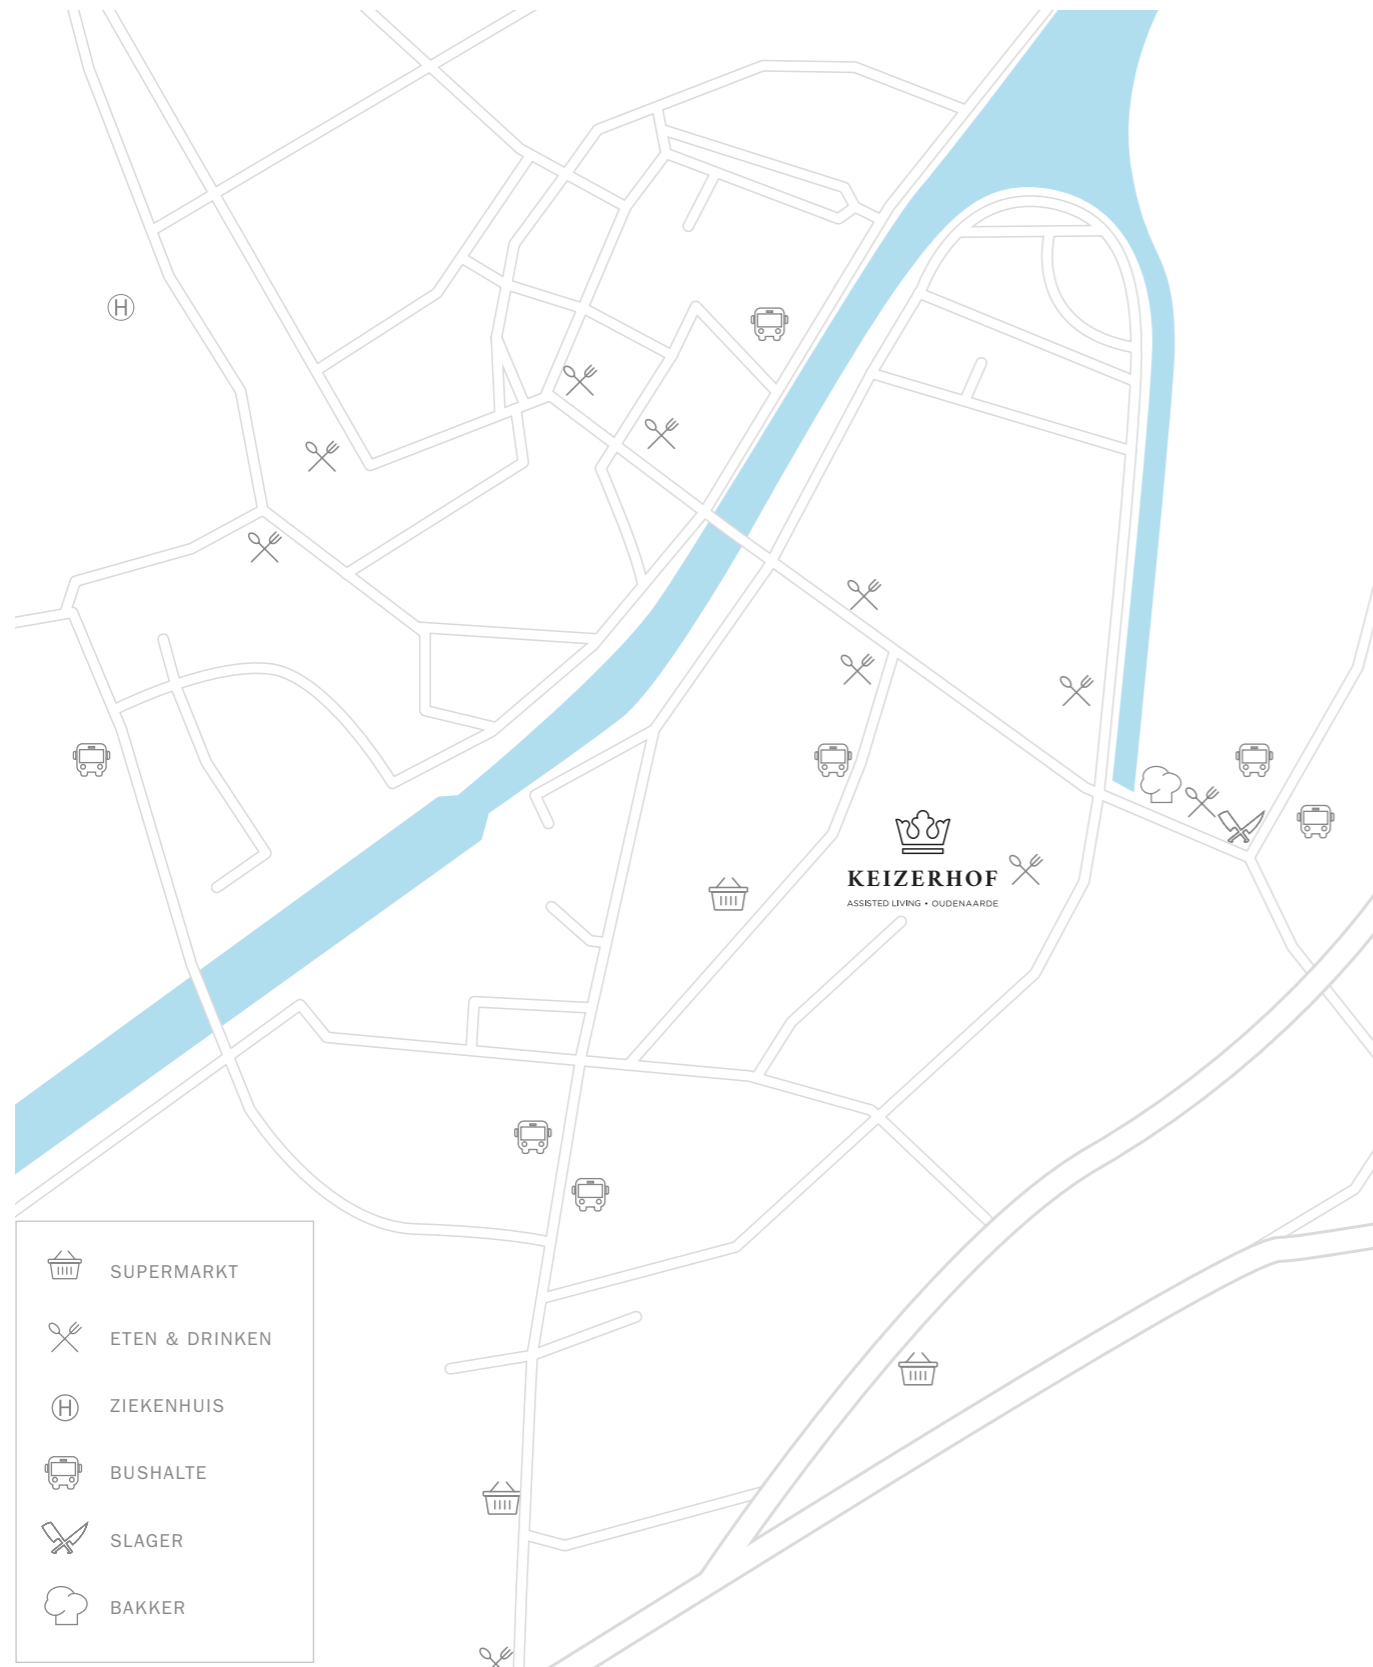 H
KEIZERHOF
ASSISTED LIVING • OUDENAARDE
SUPERMARKT
ETEN & DRINKEN
H
ZIEKENHUIS
BUSHALTE
SLAGER
BAKKER